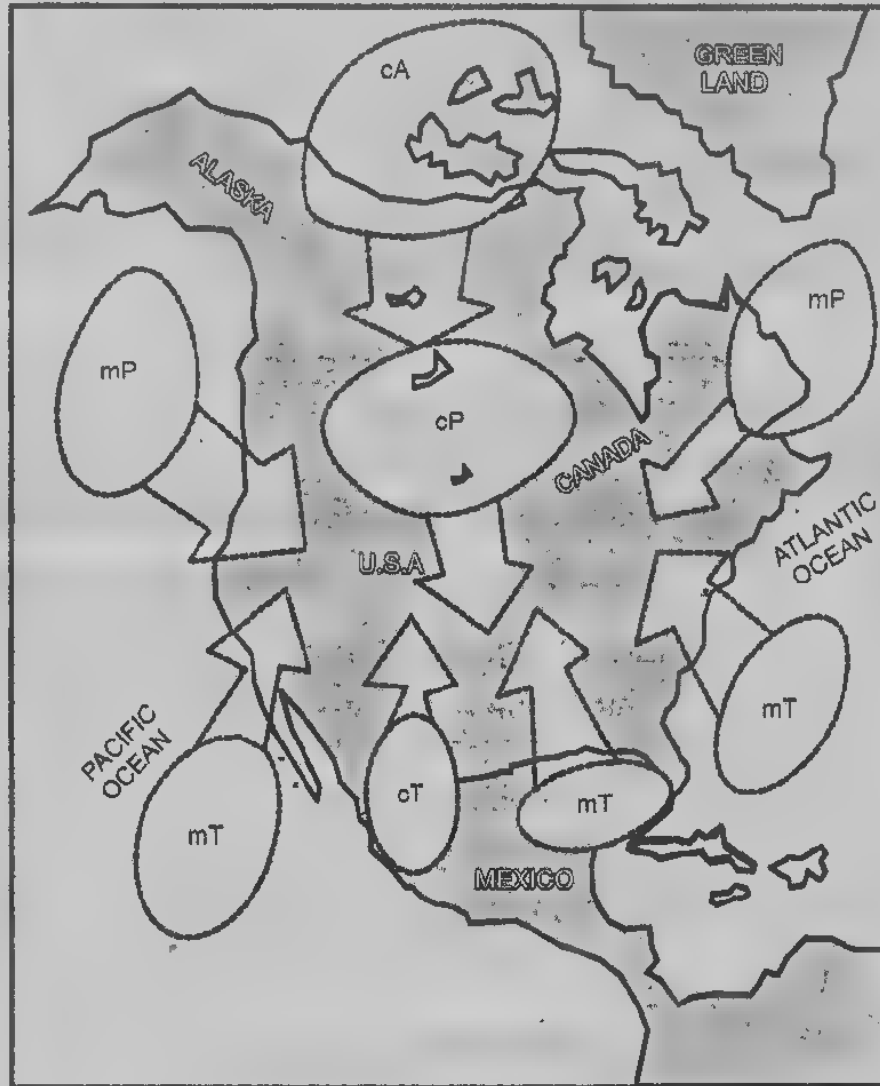 cA
GREEN
LAND
ALASKA
mP
mP
cP
CANADA
ATLANTIC
OCEAN
U.S.A
PACIFIC
OCEAN
mT
cT
mT
mT
MEXICO